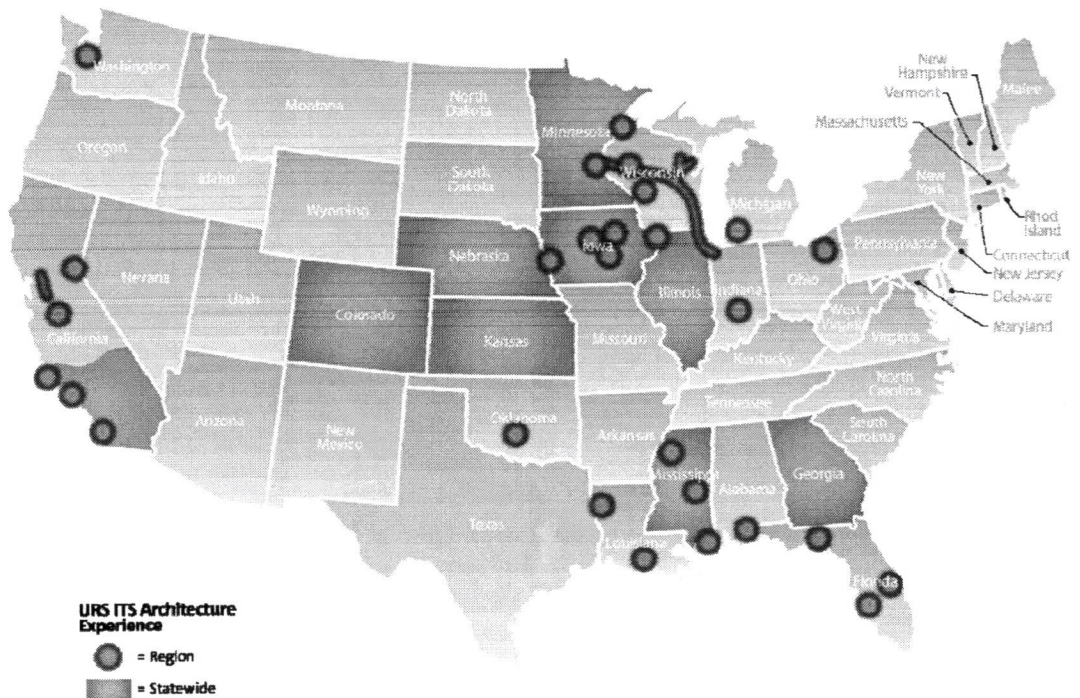 Washington
Montana
North
Dakota
Minnesota
New
Hampshire
Vermont
Maine
Massachusetts
Oregon
Idaho
South
Dakota
Wisconsin
Michigan
New
York
Wyoming
Rhod
Island
Nevada
Utah
Nebraska
Iowa
Illinois
Indiana
Ohio
Pennsylvania
Connecticut
New Jersey
Delaware
Maryland
California
Colorado
Kansas
Missouri
Kentucky
West
Virginia
Virginia
Arizona
New
Mexico
Oklahoma
Arkansas
Tennessee
North
Carolina
South
Carolina
Texas
Louisiana
Mississippi
Alabama
Georgia
Florida
URS ITS Architecture
Experience
= Region
= Statewide